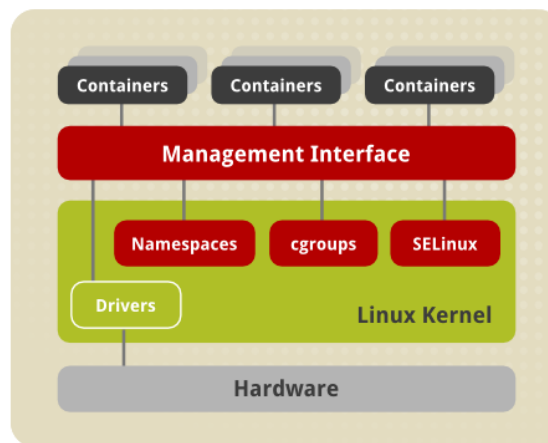 Containers
Containers
Containers
Management Interface
Namespaces
cgroups
SELinux
Drivers
Linux Kernel
Hardware